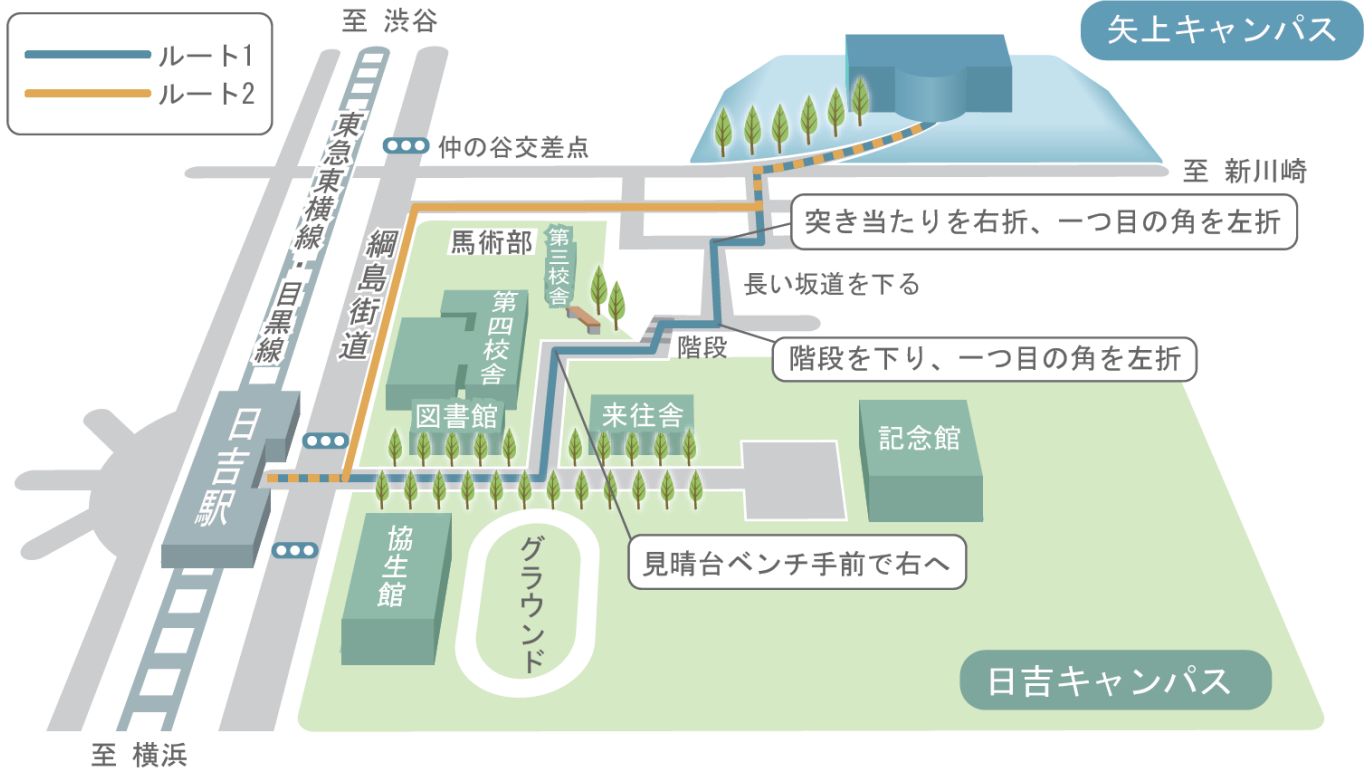 至 渋谷
矢上キャンパス
ルート1
ルート2
東急東横線・目黒線
仲の谷交差点
至 新川崎
突き当たりを右折、一つ目の角を左折
綱島街道
馬術部
第三校舎
長い坂道を下る
第四校舎
階段
階段を下り、一つ目の角を左折
図書館
来往舎
記念館
日吉駅
協生館
グラウンド
見晴台ベンチ手前で右へ
日吉キャンパス
至 横浜